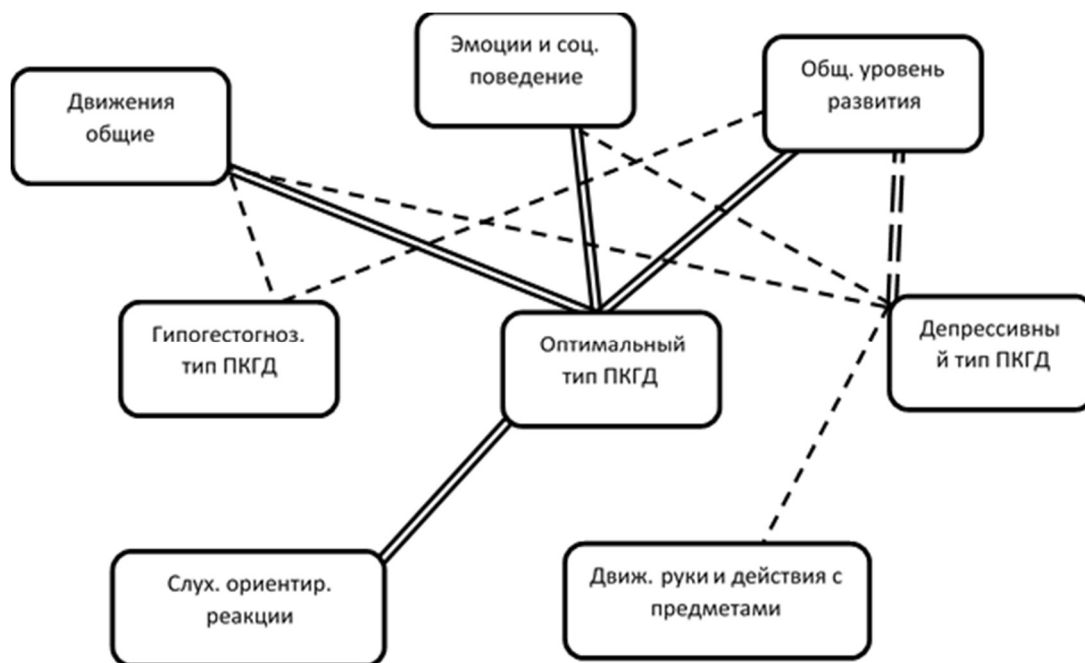 Эмоции и соц.
поведение
Общ. уровень
развития
Движения
общие
Гипогестогноз.
тип ПКГД
Оптимальный
тип ПКГД
Депрессивны
й тип ПКГД
Слух. ориентир.
реакции
Движ. руки и действия с
предметами